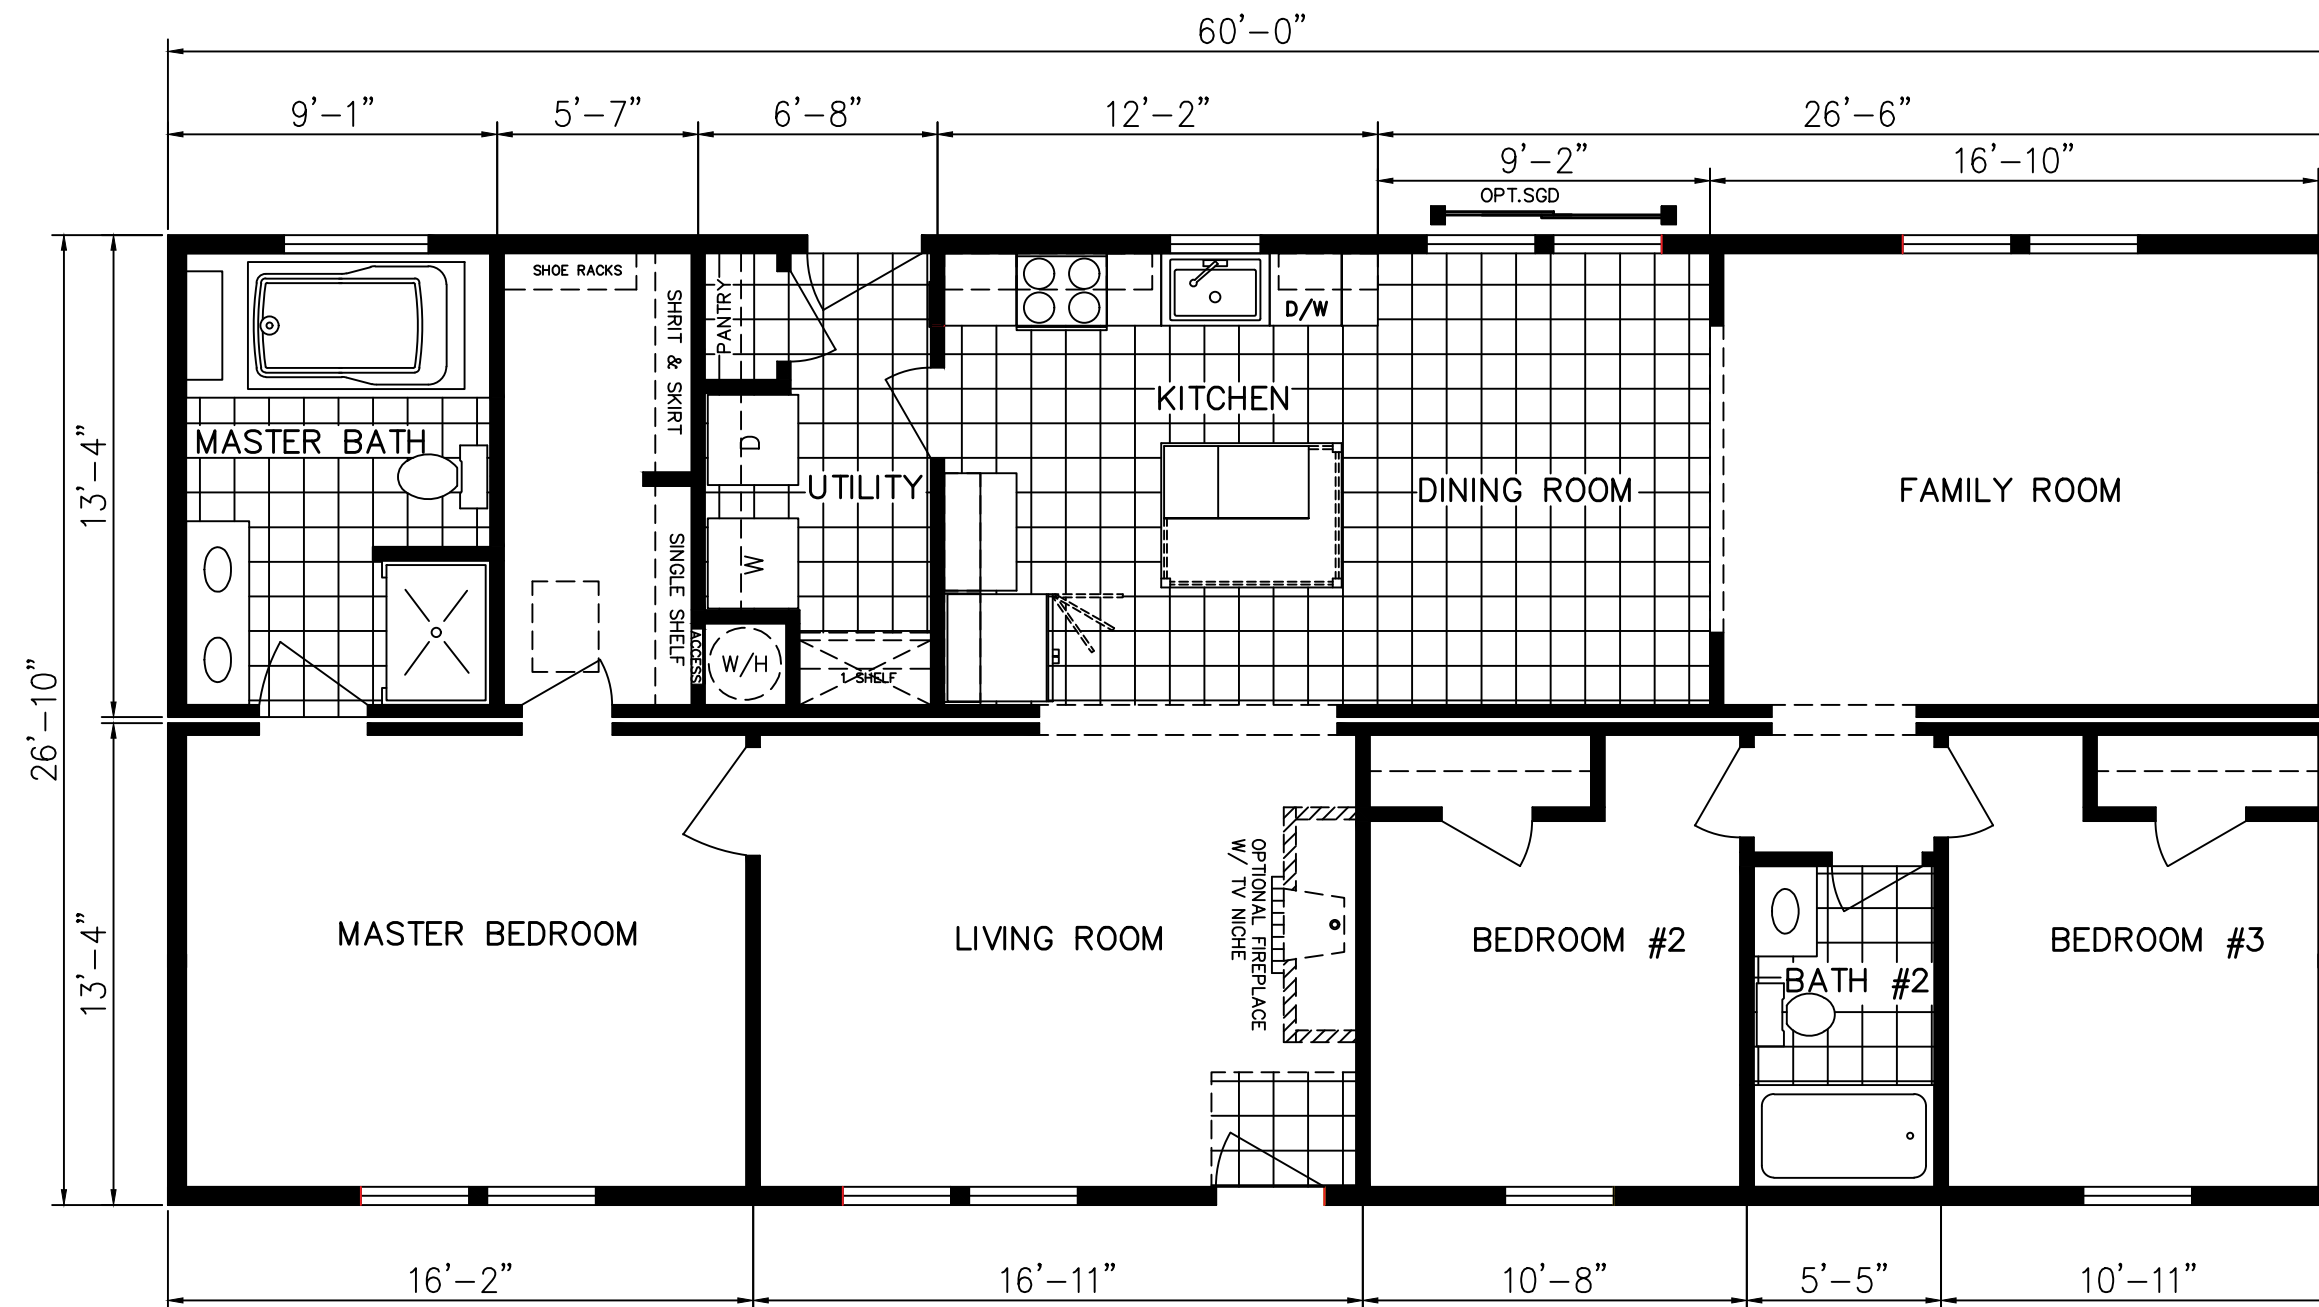 60'-0"
9'-1" 5'-7" 6'-8" 12'-2" 26'-6"
9'-2" 16'-10"
OPT.SGD
SHOE RACKS
SHRIT & SKIRT
PANTRY
D/W
KITCHEN
MASTER BATH
D
UTILITY
DINING ROOM
FAMILY ROOM
13'-4"
W
SINGLE SHELF
ACCESS
W/H
1 SHELF
26'-10"
13'-4"
MASTER BEDROOM
LIVING ROOM
OPTIONAL FIREPLACE
W/ TV NICHE
BEDROOM #2
BATH #2
BEDROOM #3
16'-2" 16'-11" 10'-8" 5'-5" 10'-11"